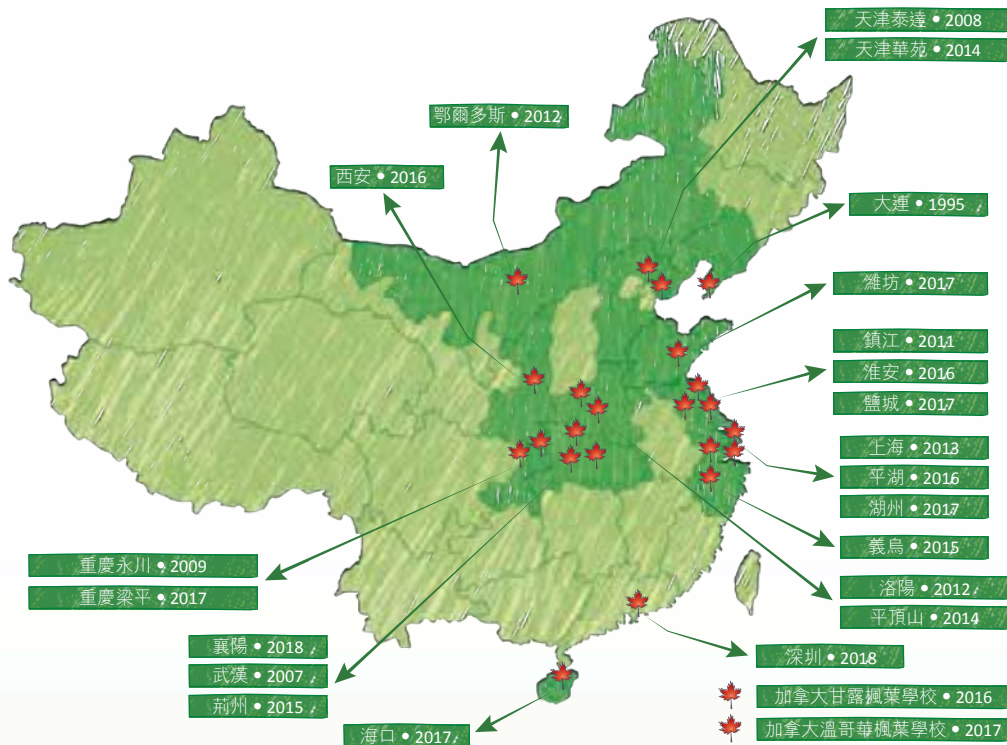 天津泰達 • 2008
天津華苑 • 2014
鄂爾多斯 • 2012
西安 • 2016
大連 • 1995
濰坊 • 2017
鎮江 • 2011
淮安 • 2016
鹽城 • 2017
上海 • 2013
平湖 • 2016
湖州 • 2017
義烏 • 2015
重慶永川 • 2009
重慶梁平 • 2017
洛陽 • 2012
平頂山 • 2014
襄陽 • 2018
武漢 • 2007
荊州 • 2015
深圳 • 2018
海口 • 2017
加拿大甘露楓葉學校 • 2016
加拿大溫哥華楓葉學校 • 2017